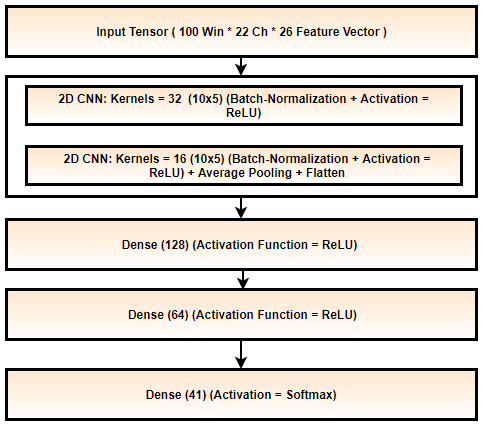 Input Tensor ( 100 Win * 22 Ch * 26 Feature Vector )
2D CNN: Kernels = 32  (10x5) (Batch-Normalization + Activation =
ReLU)
2D CNN: Kernels = 16 (10x5) (Batch-Normalization + Activation =
ReLU) + Average Pooling + Flatten
Dense (128) (Activation Function = ReLU)
Dense (64) (Activation Function = ReLU)
Dense (41) (Activation = Softmax)